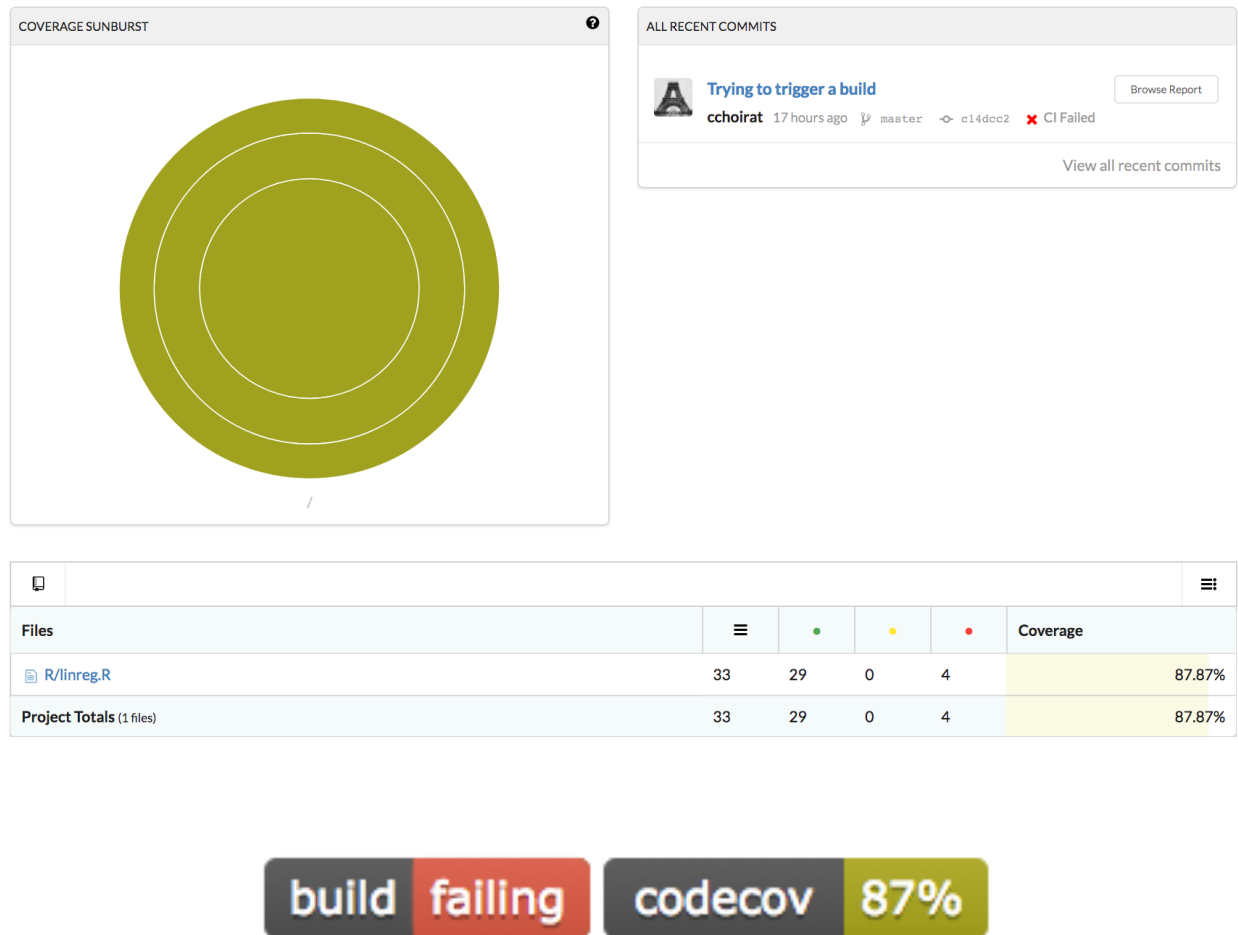 COVERAGE SUNBURST
/
ALL RECENT COMMITS
Trying to trigger a build
Browse Report
cchoirat 17 hours ago master c14dcc2 CI Failed
View all recent commits
Files Coverage
R/linreg.R 33 29 0 4 87.87%
Project Totals (1 files) 33 29 0 4 87.87%
build failing codecov 87%